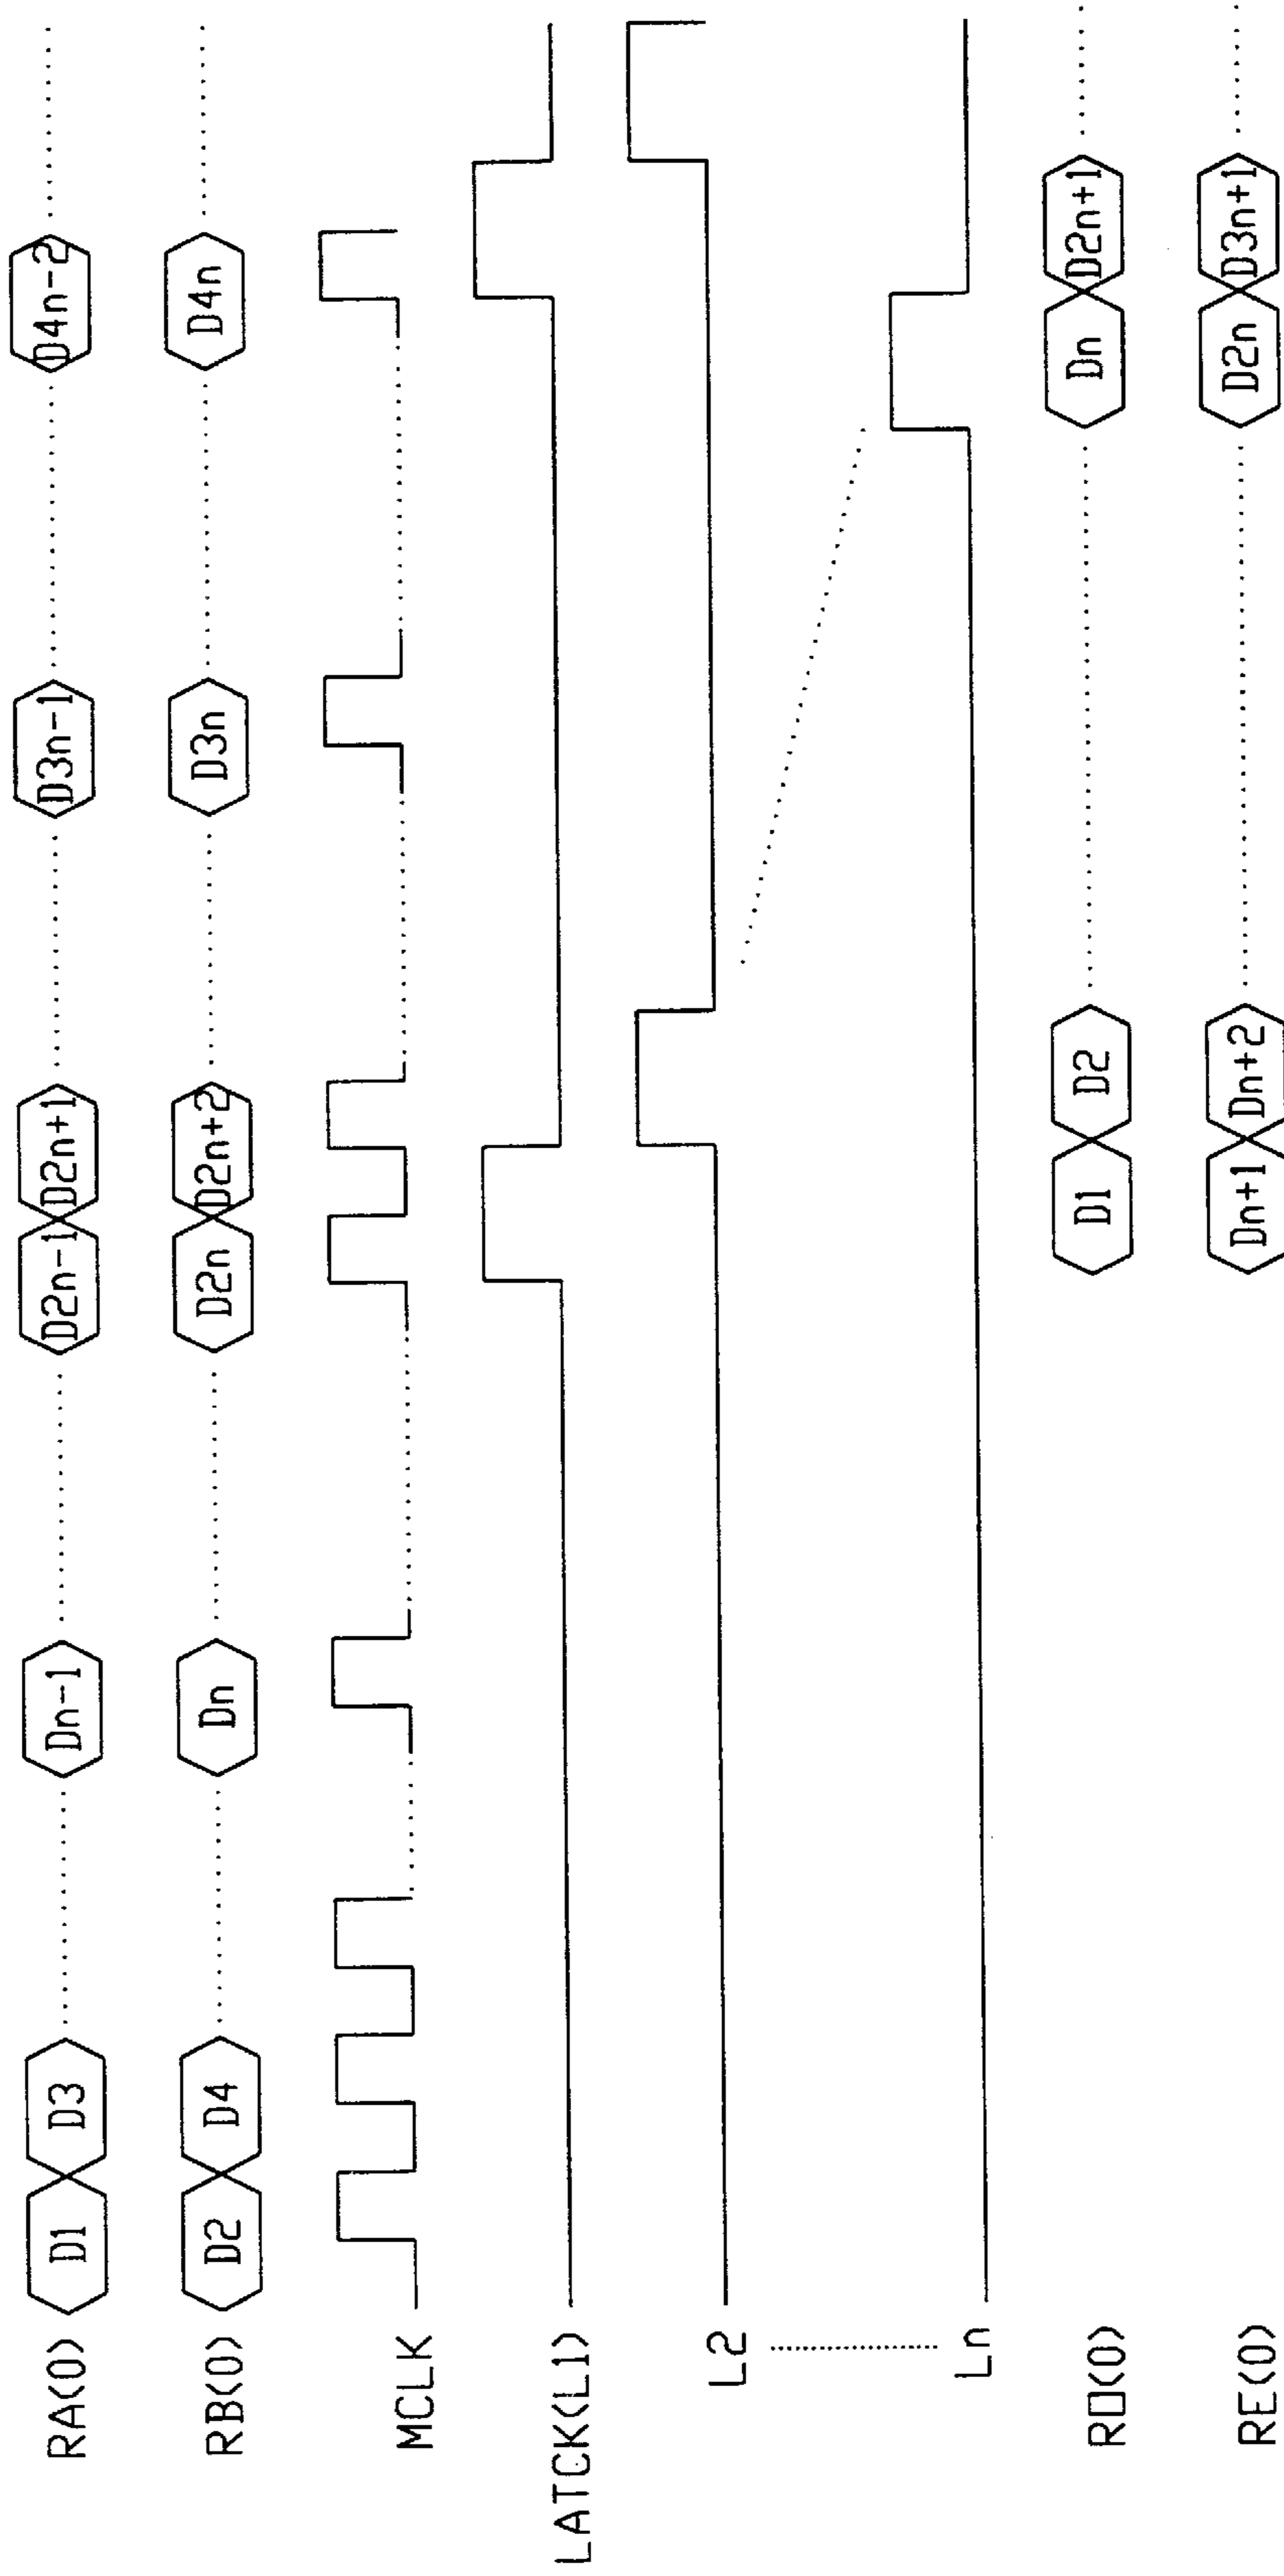 RA(0) D1 D3 Dn-1 D2n-1 D2n+1 D3n-1 D4n-2
RB(0) D2 D4 Dn D2n D2n+2 D3n D4n
MCLK
LATCK(L1)
L2
Ln
RD(0) D1 D2 Dn D2n+1
RE(0) Dn+1 Dn+2 D2n D3n+1